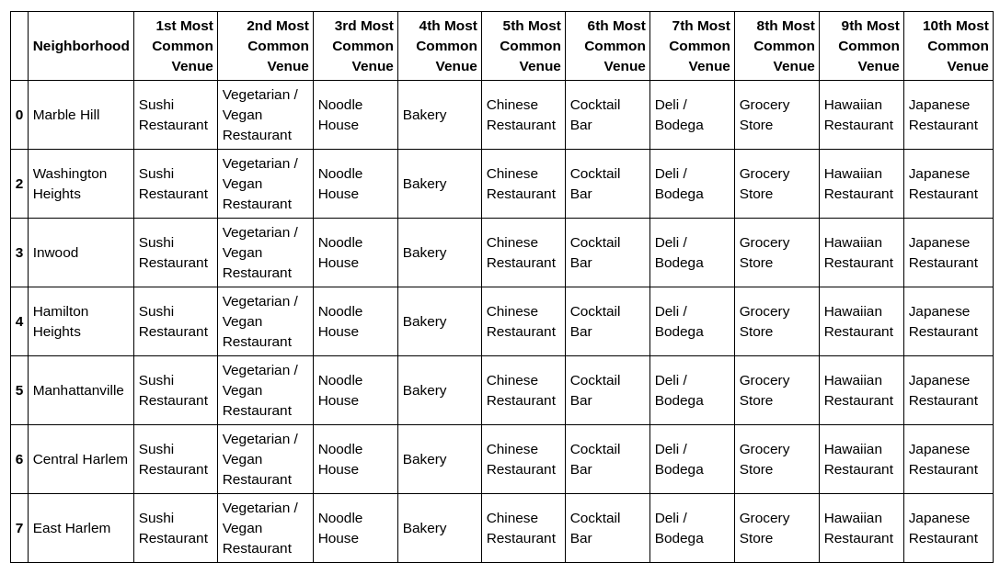 Neighborhood 1st Most Common Venue 2nd Most Common Venue 3rd Most Common Venue 4th Most Common Venue 5th Most Common Venue 6th Most Common Venue 7th Most Common Venue 8th Most Common Venue 9th Most Common Venue 10th Most Common Venue
0 Marble Hill Sushi Restaurant Vegetarian / Vegan Restaurant Noodle House Bakery Chinese Restaurant Cocktail Bar Deli / Bodega Grocery Store Hawaiian Restaurant Japanese Restaurant
2 Washington Heights Sushi Restaurant Vegetarian / Vegan Restaurant Noodle House Bakery Chinese Restaurant Cocktail Bar Deli / Bodega Grocery Store Hawaiian Restaurant Japanese Restaurant
3 Inwood Sushi Restaurant Vegetarian / Vegan Restaurant Noodle House Bakery Chinese Restaurant Cocktail Bar Deli / Bodega Grocery Store Hawaiian Restaurant Japanese Restaurant
4 Hamilton Heights Sushi Restaurant Vegetarian / Vegan Restaurant Noodle House Bakery Chinese Restaurant Cocktail Bar Deli / Bodega Grocery Store Hawaiian Restaurant Japanese Restaurant
5 Manhattanville Sushi Restaurant Vegetarian / Vegan Restaurant Noodle House Bakery Chinese Restaurant Cocktail Bar Deli / Bodega Grocery Store Hawaiian Restaurant Japanese Restaurant
6 Central Harlem Sushi Restaurant Vegetarian / Vegan Restaurant Noodle House Bakery Chinese Restaurant Cocktail Bar Deli / Bodega Grocery Store Hawaiian Restaurant Japanese Restaurant
7 East Harlem Sushi Restaurant Vegetarian / Vegan Restaurant Noodle House Bakery Chinese Restaurant Cocktail Bar Deli / Bodega Grocery Store Hawaiian Restaurant Japanese Restaurant